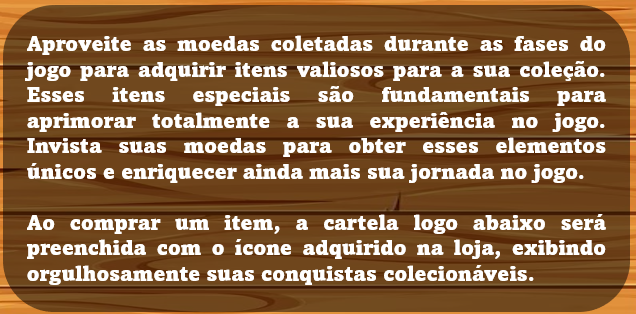 Aproveite as moedas coletadas durante as fases do
jogo para adquirir itens valiosos para a sua coleção.
Esses itens especiais são fundamentais para
aprimorar totalmente a sua experiência no jogo.
Invista suas moedas para obter esses elementos
únicos e enriquecer ainda mais sua jornada no jogo.
Ao comprar um item, a cartela logo abaixo será
preenchida com o ícone adquirido na loja, exibindo
orgulhosamente suas conquistas colecionáveis.